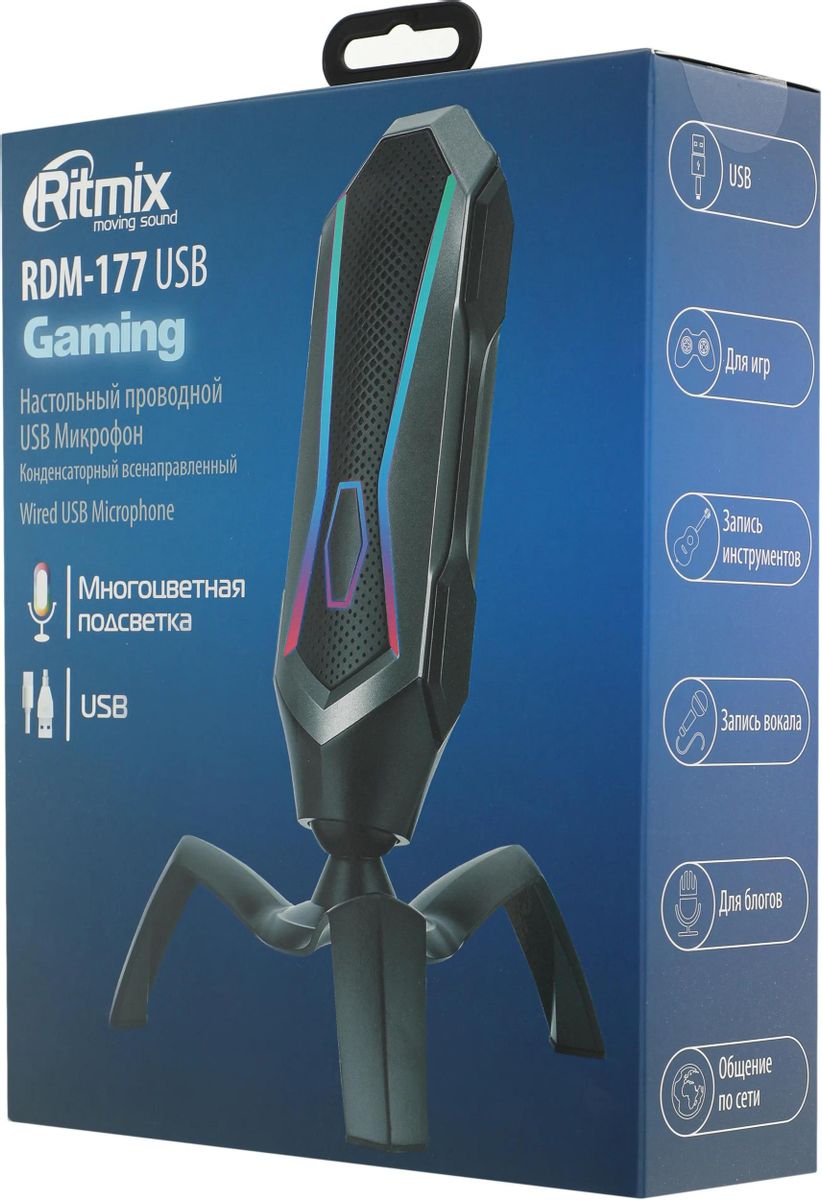 Ritmix
moving sound
RDM-177 USB
Gaming
Настольный проводной
USB Микрофон
Конденсаторный всенаправленный
Wired USB Microphone
Многоцветная
подсветка
USB
USB
Для игр
Запись
инструментов
Запись вокала
Для блогов
Общение
по сети